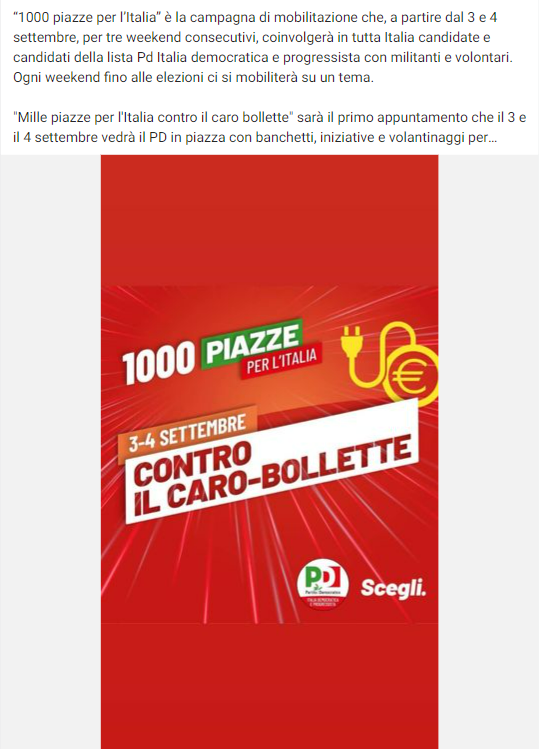 “1000 piazze per l’Italia” è la campagna di mobilitazione che, a partire dal 3 e 4
settembre, per tre weekend consecutivi, coinvolgerà in tutta Italia candidate e
candidati della lista Pd Italia democratica e progressista con militanti e volontari.
Ogni weekend fino alle elezioni ci si mobiliterà su un tema.
"Mille piazze per l'Italia contro il caro bollette" sarà il primo appuntamento che il 3 e
il 4 settembre vedrà il PD in piazza con banchetti, iniziative e volantinaggi per...
1000 PIAZZE
PER L'ITALIA
€
3-4 SETTEMBRE
CONTRO
IL CARO-BOLLETTE
PD
Partito Democratico
ITALIA DEMOCRATICA
E PROGRESSISTA
Scegli.